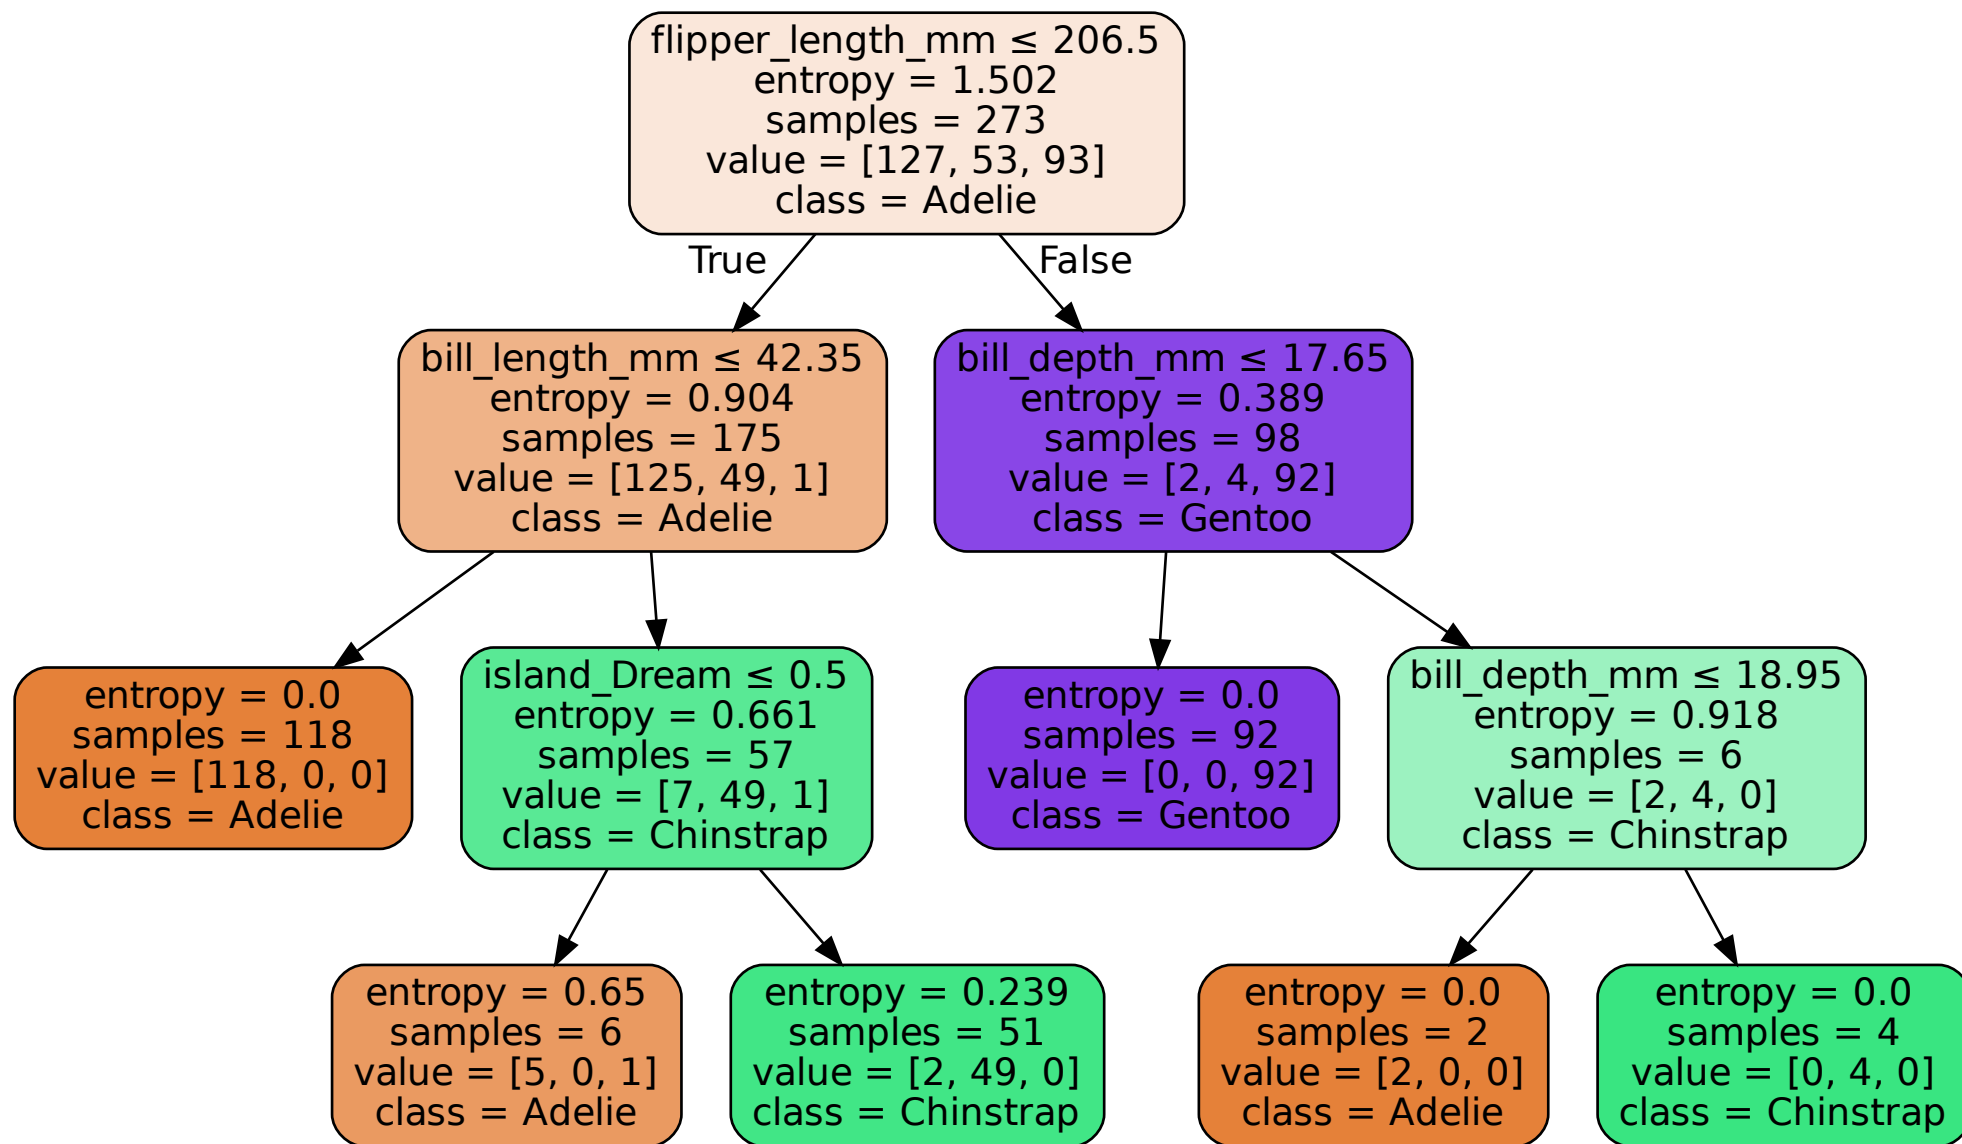 flipper_length_mm ≤ 206.5
entropy = 1.502
samples = 273
value = [127, 53, 93]
class = Adelie
True
False
bill_length_mm ≤ 42.35
entropy = 0.904
samples = 175
value = [125, 49, 1]
class = Adelie
bill_depth_mm ≤ 17.65
entropy = 0.389
samples = 98
value = [2, 4, 92]
class = Gentoo
entropy = 0.0
samples = 118
value = [118, 0, 0]
class = Adelie
island_Dream ≤ 0.5
entropy = 0.661
samples = 57
value = [7, 49, 1]
class = Chinstrap
entropy = 0.0
samples = 92
value = [0, 0, 92]
class = Gentoo
bill_depth_mm ≤ 18.95
entropy = 0.918
samples = 6
value = [2, 4, 0]
class = Chinstrap
entropy = 0.65
samples = 6
value = [5, 0, 1]
class = Adelie
entropy = 0.239
samples = 51
value = [2, 49, 0]
class = Chinstrap
entropy = 0.0
samples = 2
value = [2, 0, 0]
class = Adelie
entropy = 0.0
samples = 4
value = [0, 4, 0]
class = Chinstrap